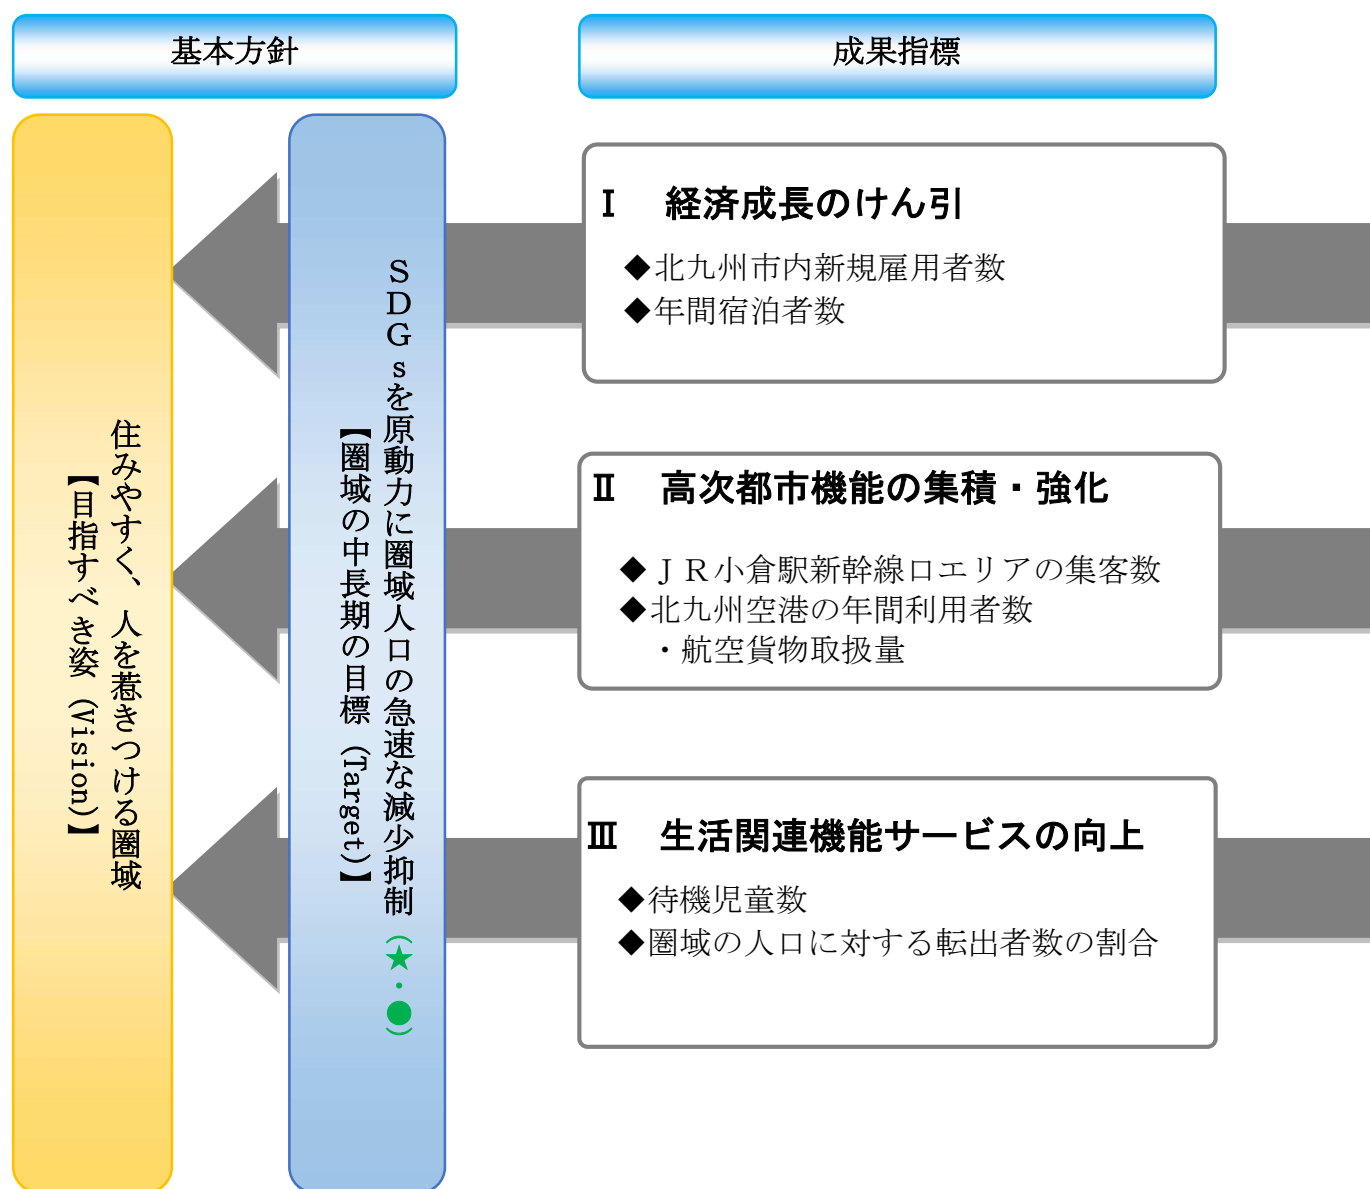 基本方針
成果指標
住みやすく、人を惹きつける圏域
【目指すべき姿（Vision）】
ＳＤＧｓを原動力に圏域人口の急速な減少抑制（★・●）
【圏域の中長期の目標（Target）】
Ⅰ　経済成長のけん引
◆北九州市内新規雇用者数
◆年間宿泊者数
Ⅱ　高次都市機能の集積・強化
◆ＪＲ小倉駅新幹線口エリアの集客数
◆北九州空港の年間利用者数
・航空貨物取扱量
Ⅲ　生活関連機能サービスの向上
◆待機児童数
◆圏域の人口に対する転出者数の割合